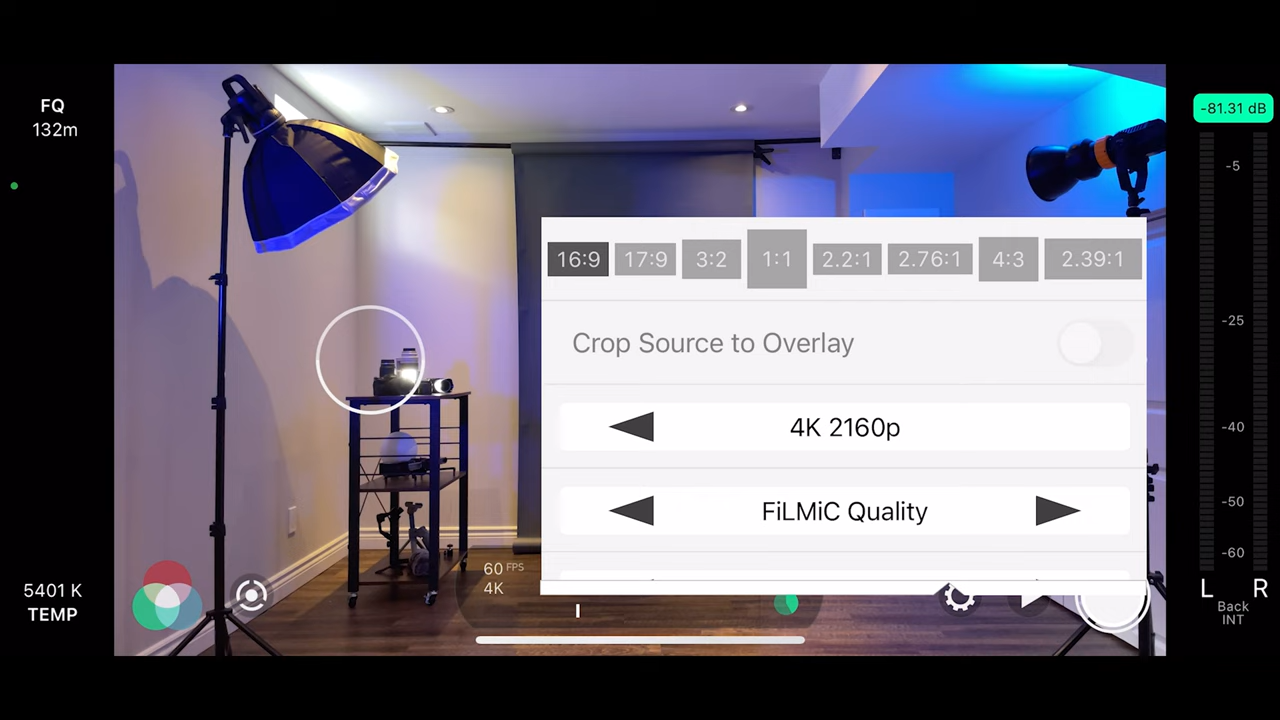 FQ
132m
-81.31 dB
-5
16:9 17:9 3:2 1:1 2.2:1 2.76:1 4:3 2.39:1
Crop Source to Overlay
-25
4K 2160p
-40
FiLMiC Quality
-50
-60
60 FPS
4K
5401 K
TEMP
L R
Back
INT